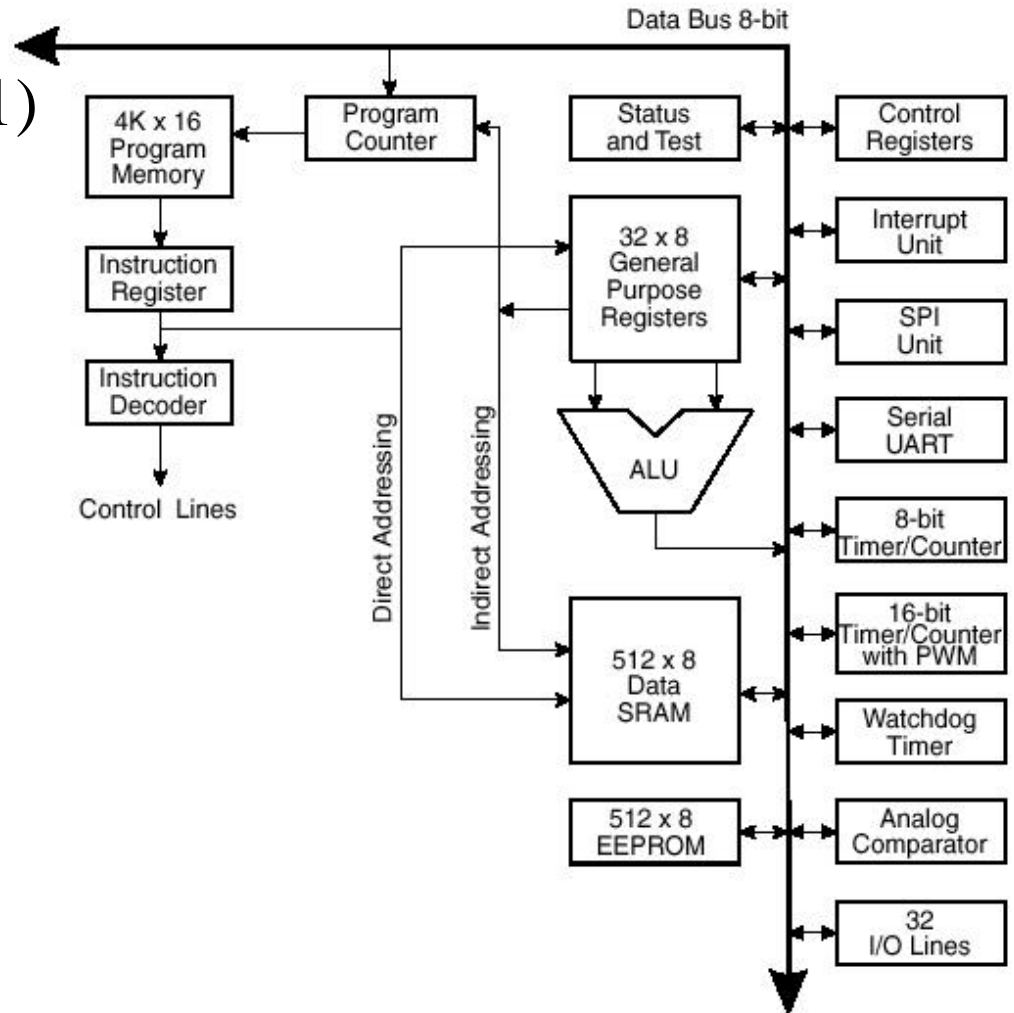 Data Bus 8-bit
1)
4K x 16
Program
Memory
Program
Counter
Status
and Test
Control
Registers
Instruction
Register
32 x 8
General
Purpose
Registers
Interrupt
Unit
SPI
Unit
Instruction
Decoder
Control Lines
Direct Addressing
Indirect Addressing
ALU
Serial
UART
8-bit
Timer/Counter
16-bit
Timer/Counter
with PWM
512 x 8
Data
SRAM
Watchdog
Timer
512 x 8
EEPROM
Analog
Comparator
32
I/O Lines